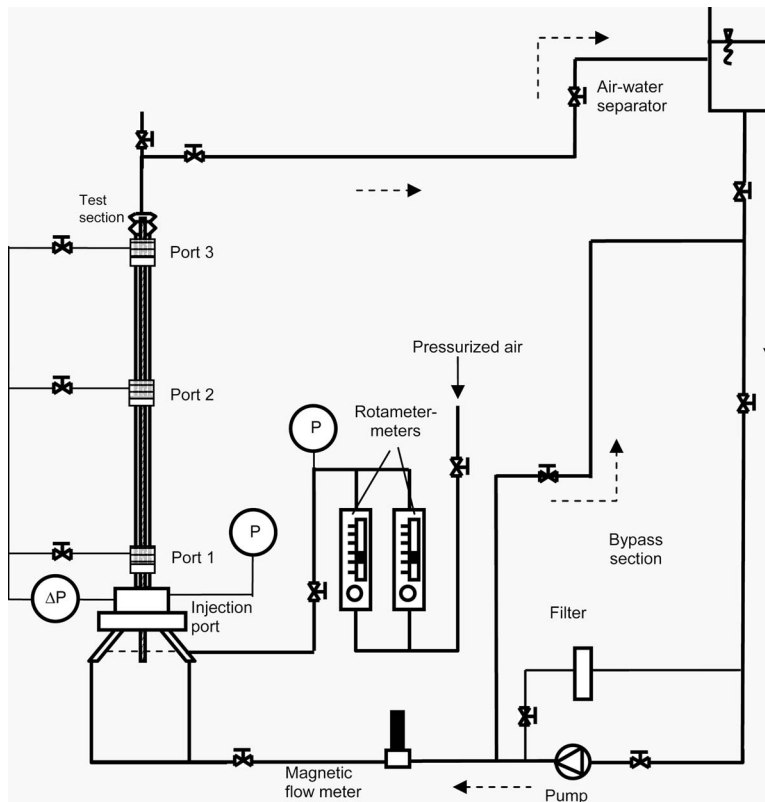 Air-water
separator
Test
section
Port 3
Pressurized air
Port 2
Rotameter-
meters
P
P
Port 1
Bypass
section
ΔP
Injection
port
Filter
Magnetic
flow meter
Pump